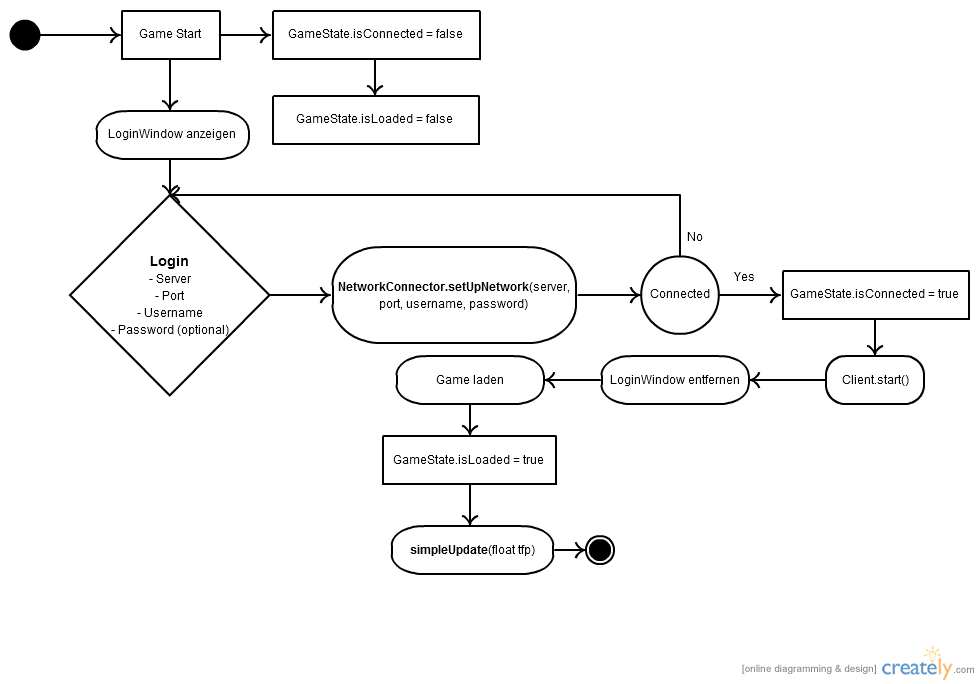 Game Start
GameState.isConnected = false
GameState.isLoaded = false
LoginWindow anzeigen
Login
- Server
- Port
- Username
- Password (optional)
NetworkConnector.setUpNetwork(server,
port, username, password)
No
Connected
Yes
GameState.isConnected = true
Client.start()
LoginWindow entfernen
Game laden
GameState.isLoaded = true
simpleUpdate(float tfp)
[online diagramming & design] creately.com